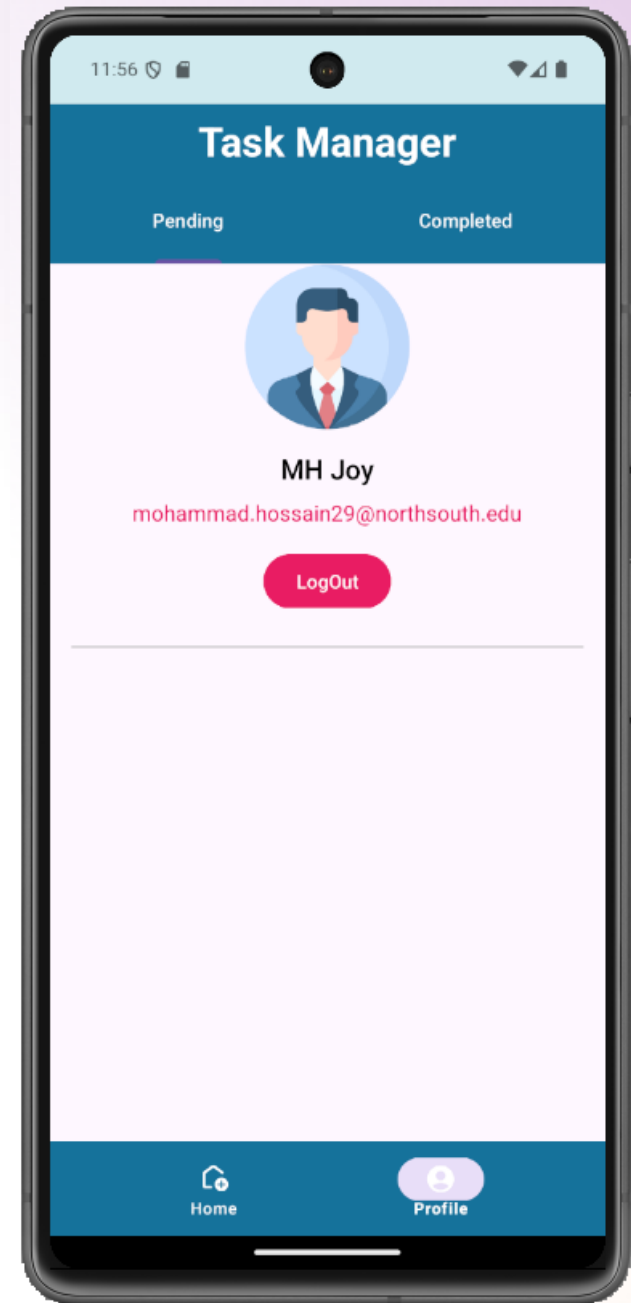 11:56
Task Manager
Pending Completed
MH Joy
mohammad.hossain29@northsouth.edu
LogOut
Home Profile